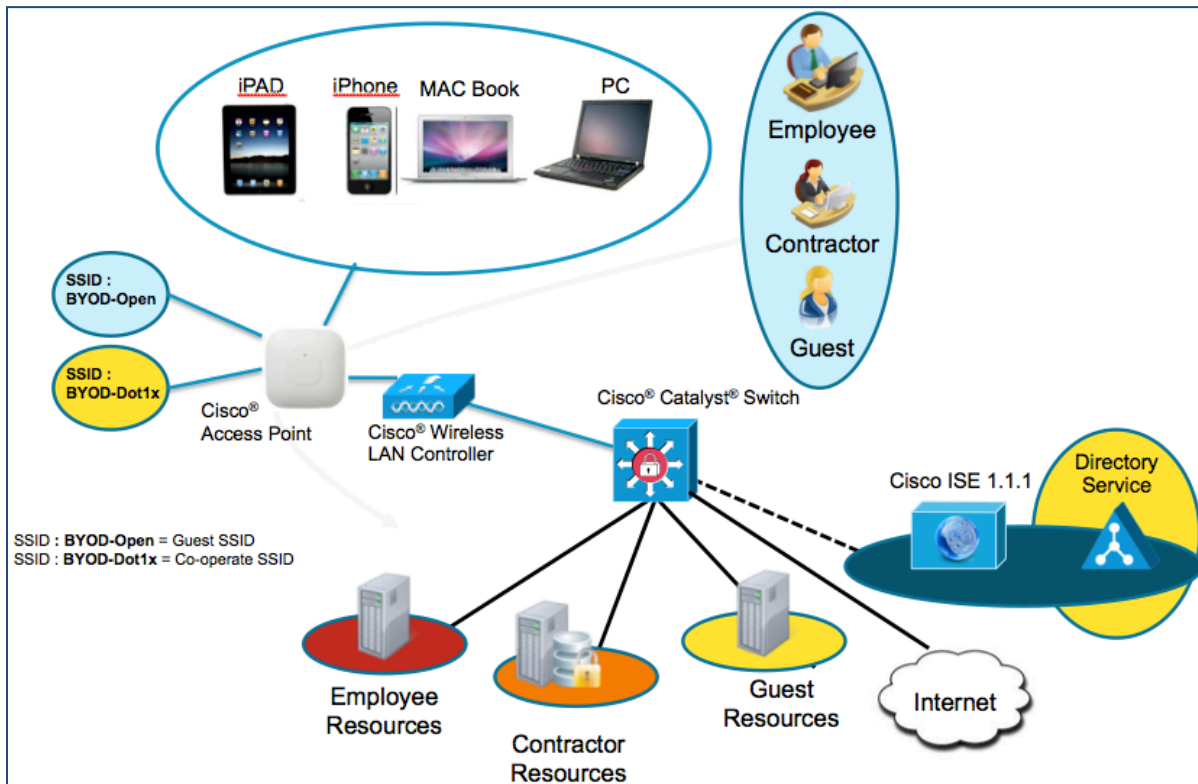 iPAD
iPhone
MAC Book
PC
Employee
Contractor
Guest
SSID :
BYOD-Open
SSID :
BYOD-Dot1x
Cisco®
Access Point
Cisco® Wireless
LAN Controller
Cisco® Catalyst® Switch
Cisco ISE 1.1.1
Directory
Service
SSID : BYOD-Open = Guest SSID
SSID : BYOD-Dot1x = Co-operate SSID
Employee
Resources
Contractor
Resources
Guest
Resources
Internet